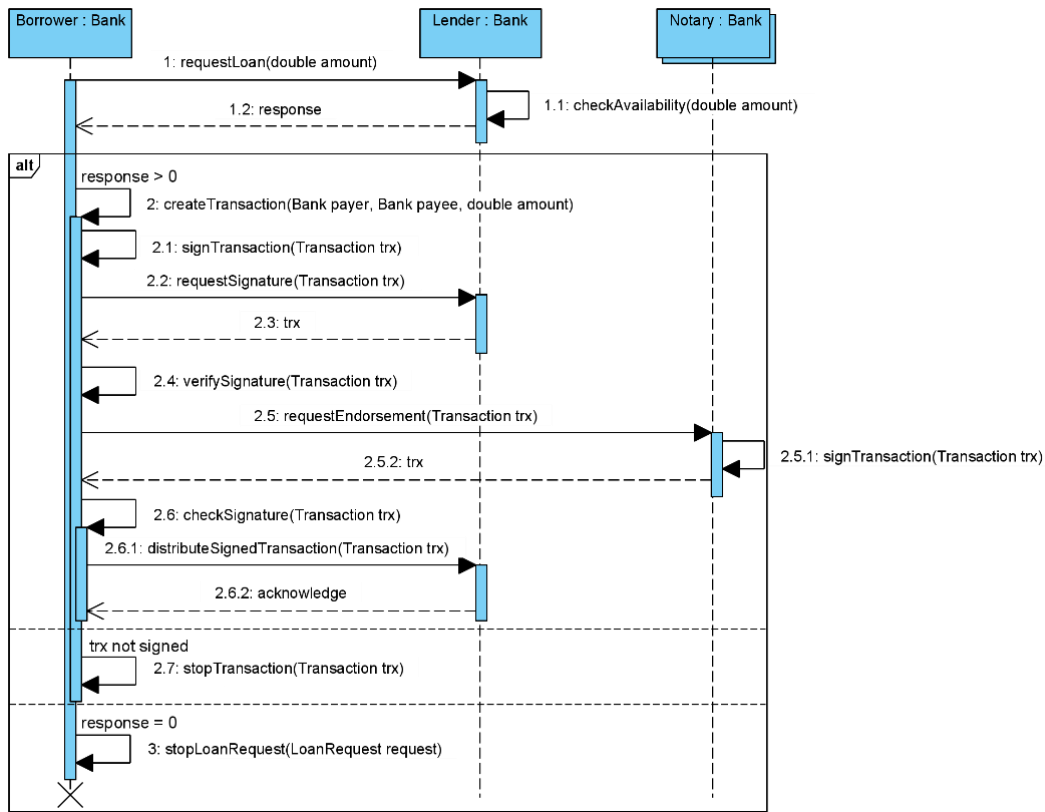 Borrower : Bank
Lender : Bank
Notary : Bank
1: requestLoan(double amount)
1.1: checkAvailability(double amount)
1.2: response
alt
response > 0
2: createTransaction(Bank payer, Bank payee, double amount)
2.1: signTransaction(Transaction trx)
2.2: requestSignature(Transaction trx)
2.3: trx
2.4: verifySignature(Transaction trx)
2.5: requestEndorsement(Transaction trx)
2.5.1: signTransaction(Transaction trx)
2.5.2: trx
2.6: checkSignature(Transaction trx)
2.6.1: distributeSignedTransaction(Transaction trx)
2.6.2: acknowledge
trx not signed
2.7: stopTransaction(Transaction trx)
response = 0
3: stopLoanRequest(LoanRequest request)